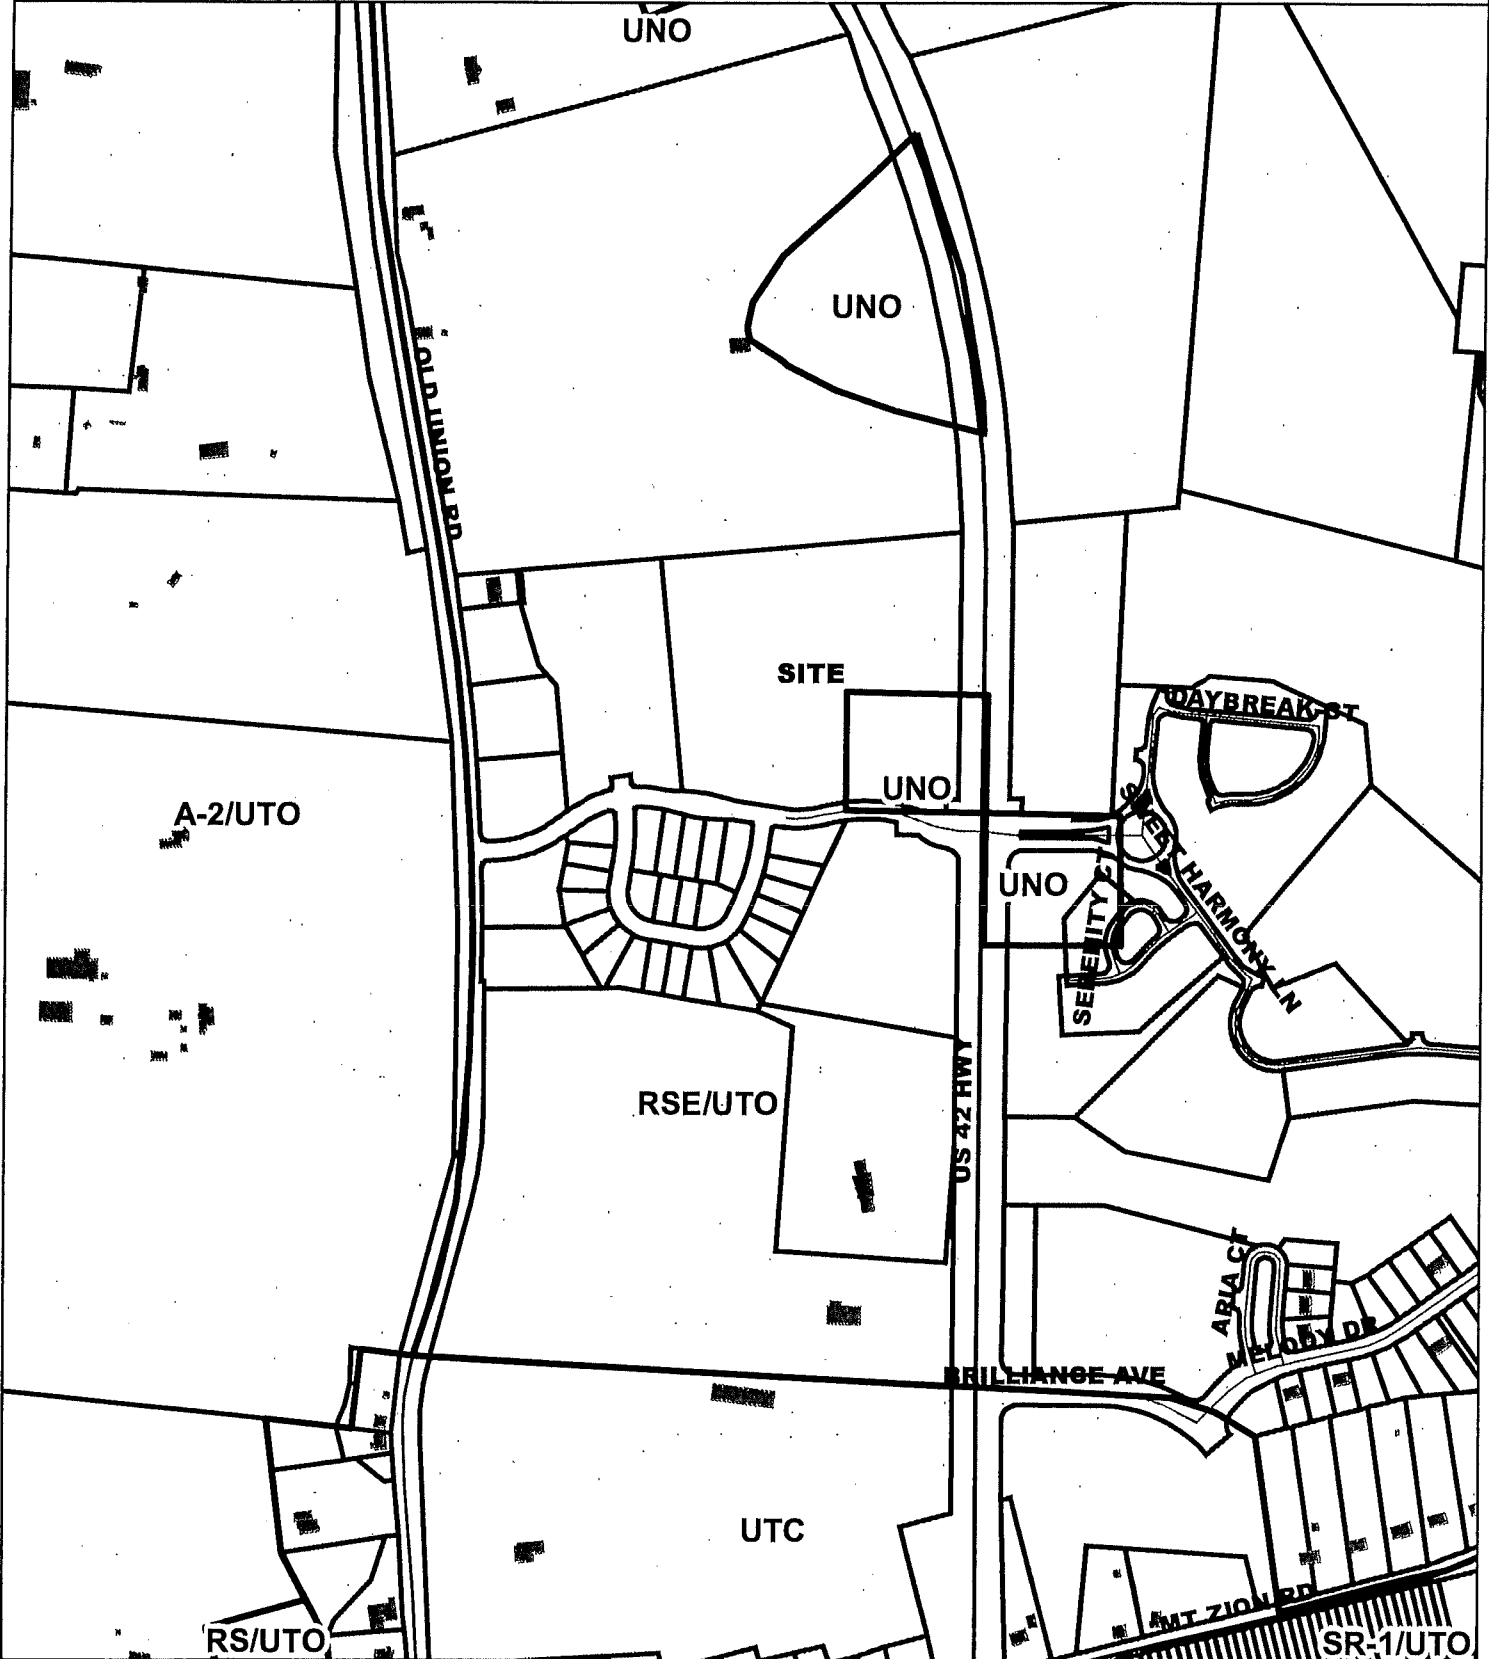 UNO
UNO
OLD UNION RD
SITE
DAYBREAK ST
UNO
A-2/UTO
SWEET HARMONY LN
UNO
SERENITY CT
US 42 HWY
RSE/UTO
ARIA CT
MELODY DR
BRILLIANCE AVE
UTC
MT ZION RD
RS/UTO
SR-1/UTO